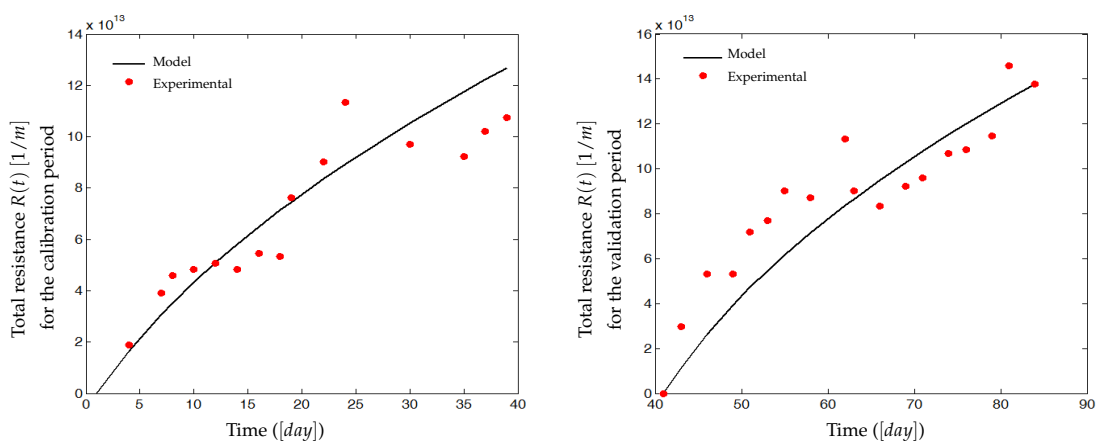 x 10^13
14
12
10
8
6
4
2
0
0 5 10 15 20 25 30 35 40
Model
Experimental
Total resistance R(t) [1/m]
for the calibration period
Time ([day])
x 10^13
16
14
12
10
8
6
4
2
0
40 50 60 70 80 90
Model
Experimental
Total resistance R(t) [1/m]
for the validation period
Time ([day])